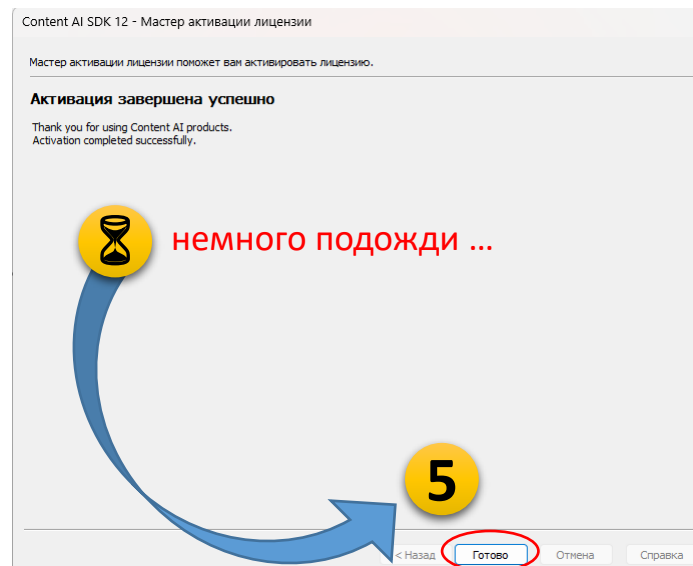 Content AI SDK 12 - Мастер активации лицензии
Мастер активации лицензии поможет вам активировать лицензию.
Активация завершена успешно
Thank you for using Content AI products.
Activation completed successfully.
немного подожди ...
5
< Назад Готово Отмена Справка